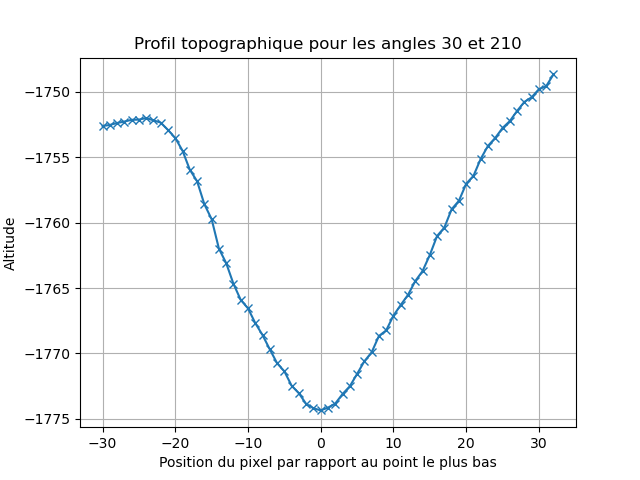 Profil topographique pour les angles 30 et 210
−1750
−1755
−1760
−1765
−1770
−1775
Altitude
−30 −20 −10 0 10 20 30
Position du pixel par rapport au point le plus bas